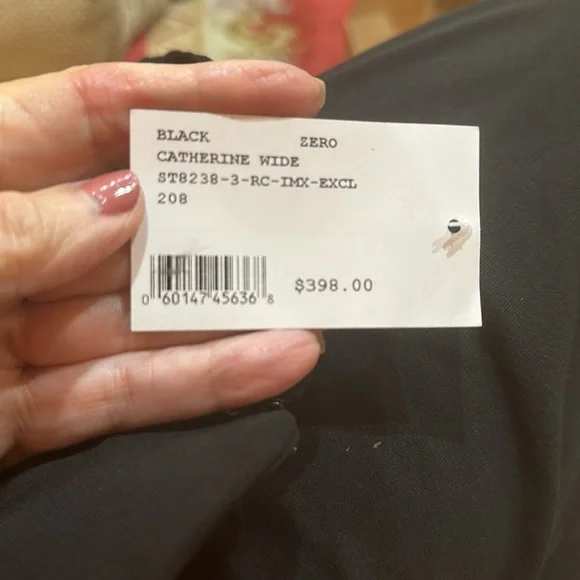 BLACK ZERO
CATHERINE WIDE
ST8238-3-RC-IMX-EXCL
208
0 60147 45636 8
$398.00